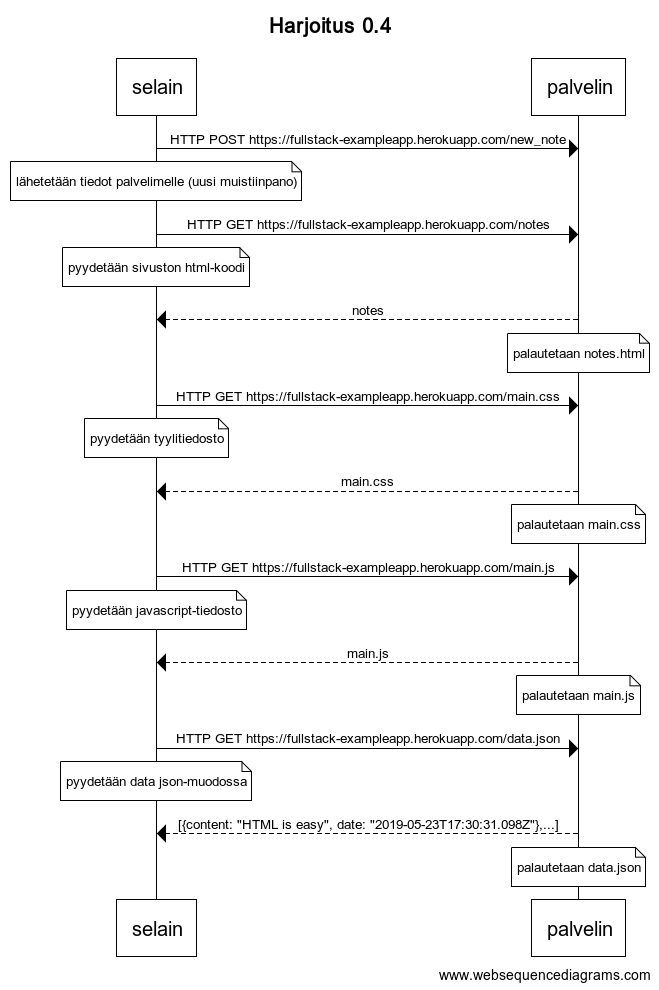 Harjoitus 0.4
selain
palvelin
HTTP POST https://fullstack-exampleapp.herokuapp.com/new_note
lähetetään tiedot palvelimelle (uusi muistiinpano)
HTTP GET https://fullstack-exampleapp.herokuapp.com/notes
pyydetään sivuston html-koodi
notes
palautetaan notes.html
HTTP GET https://fullstack-exampleapp.herokuapp.com/main.css
pyydetään tyylitiedosto
main.css
palautetaan main.css
HTTP GET https://fullstack-exampleapp.herokuapp.com/main.js
pyydetään javascript-tiedosto
main.js
palautetaan main.js
HTTP GET https://fullstack-exampleapp.herokuapp.com/data.json
pyydetään data json-muodossa
[{content: "HTML is easy", date: "2019-05-23T17:30:31.098Z"},...]
palautetaan data.json
selain
palvelin
www.websequencediagrams.com